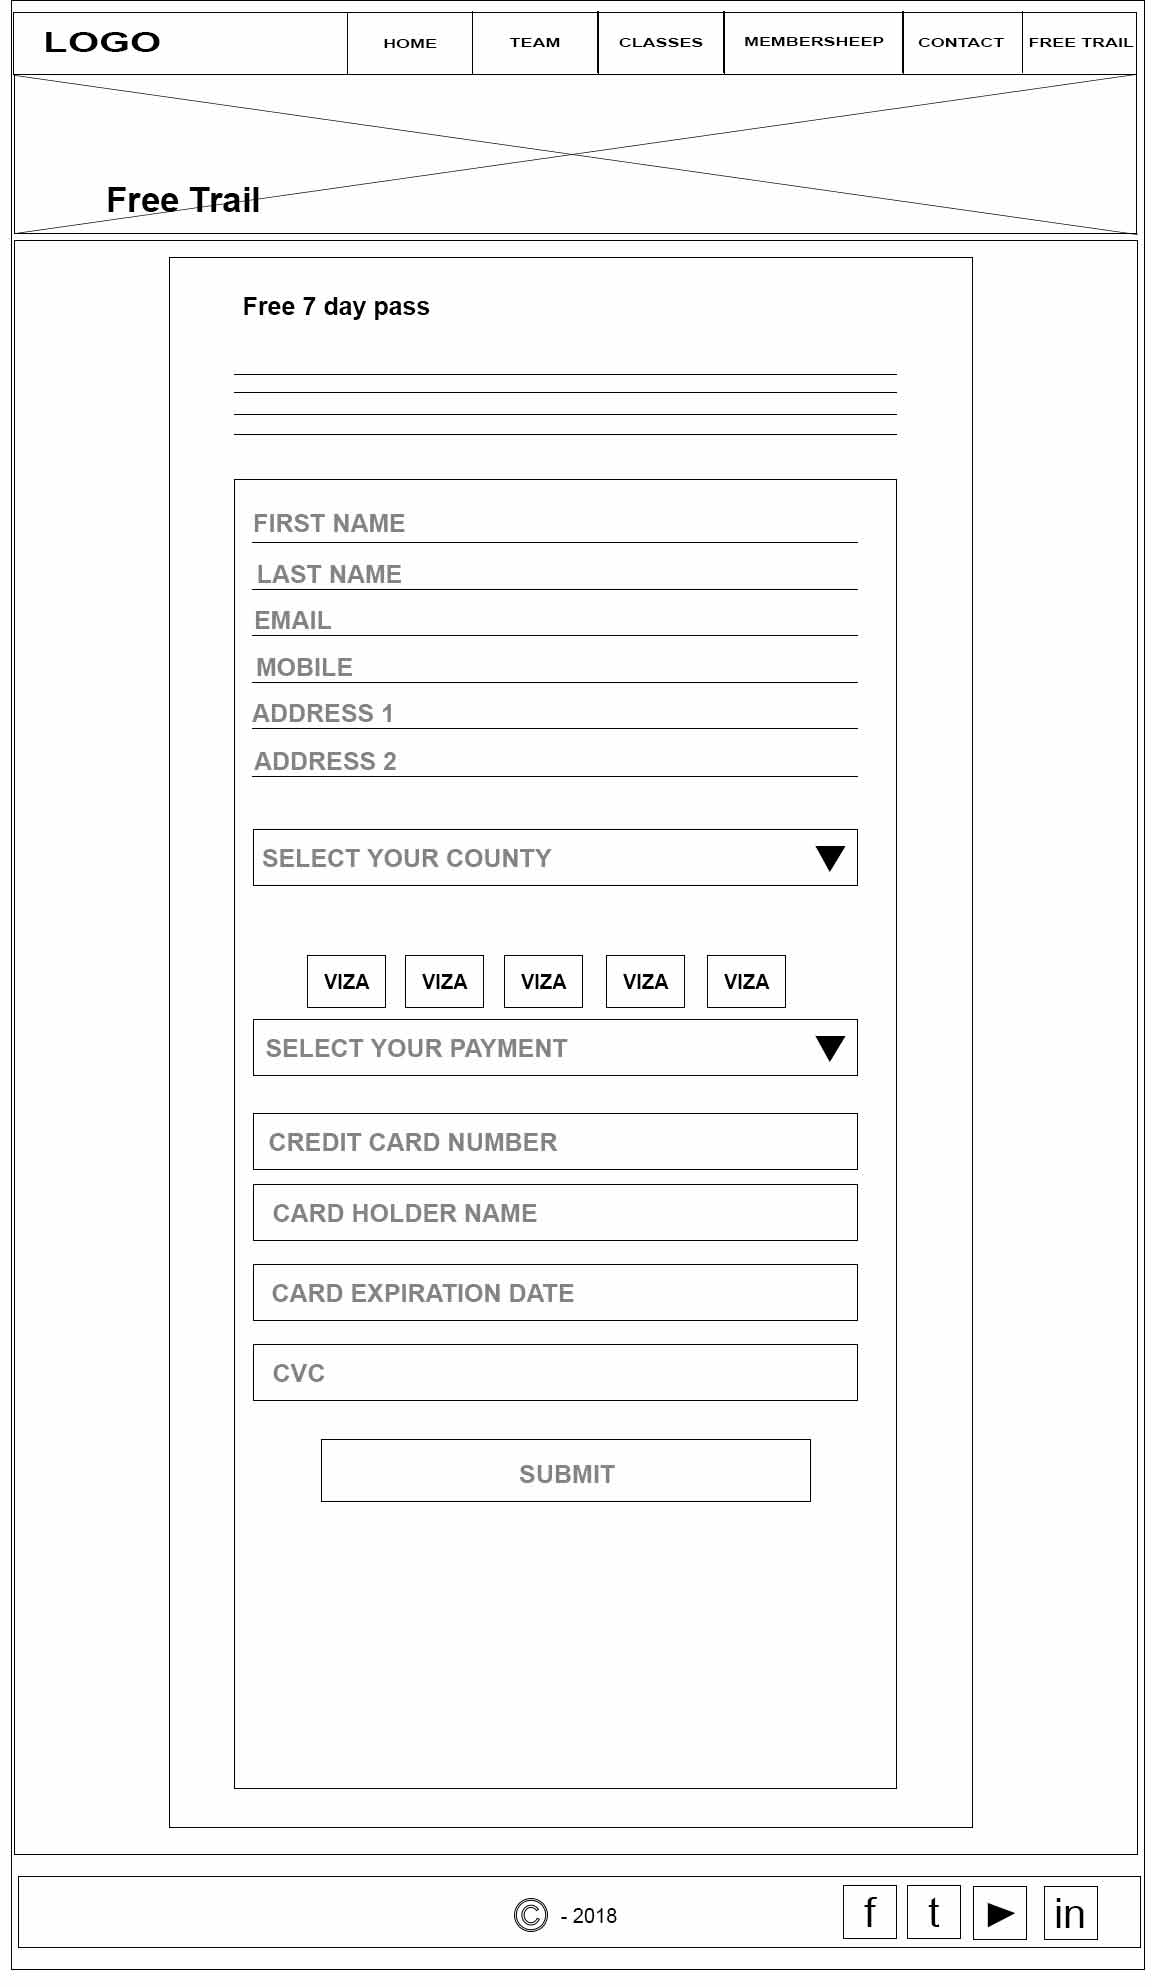 LOGO HOME TEAM CLASSES MEMBERSHEEP CONTACT FREE TRAIL
Free Trail
Free 7 day pass
FIRST NAME
LAST NAME
EMAIL
MOBILE
ADDRESS 1
ADDRESS 2
SELECT YOUR COUNTY
VIZA VIZA VIZA VIZA VIZA
SELECT YOUR PAYMENT
CREDIT CARD NUMBER
CARD HOLDER NAME
CARD EXPIRATION DATE
CVC
SUBMIT
© - 2018 f t in